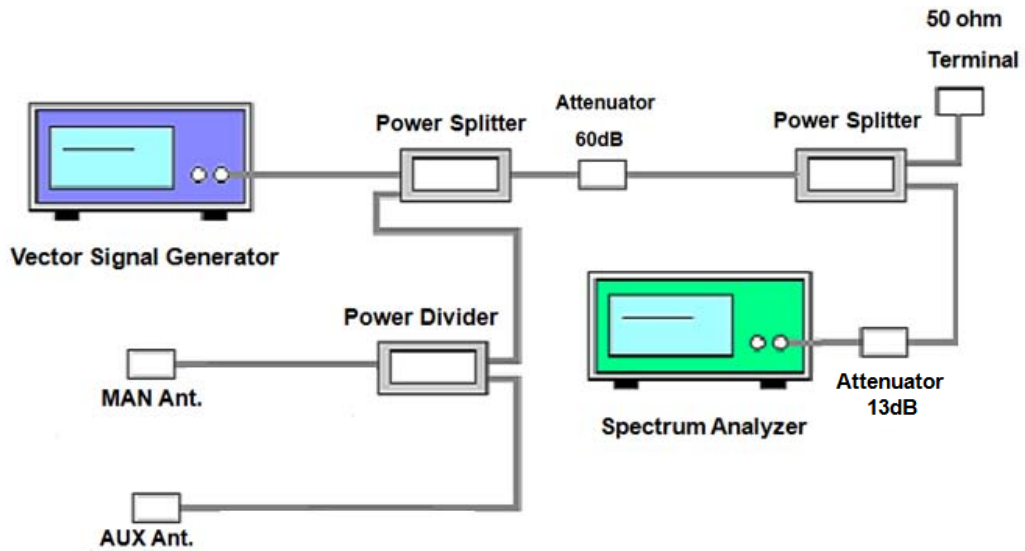 50 ohm
Terminal
Attenuator
60dB
Power Splitter
Power Splitter
Vector Signal Generator
Power Divider
MAN Ant.
Attenuator
13dB
Spectrum Analyzer
AUX Ant.